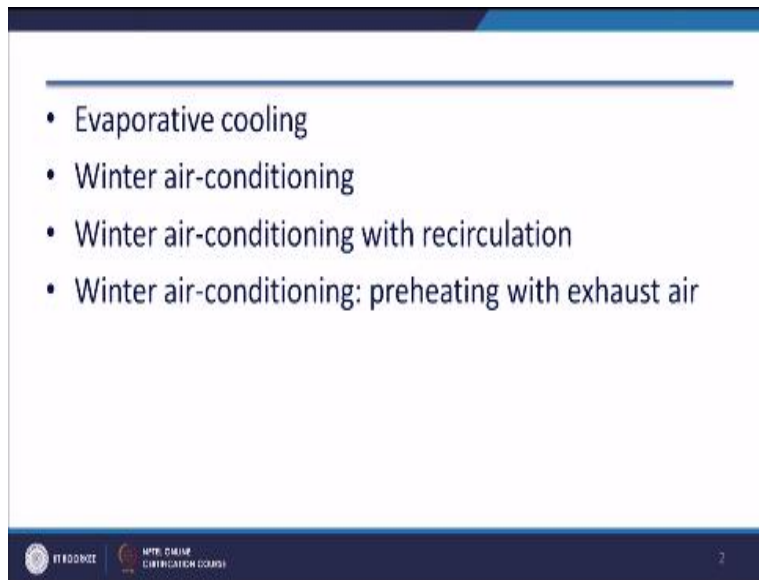 • Evaporative cooling
• Winter air-conditioning
• Winter air-conditioning with recirculation
• Winter air-conditioning: preheating with exhaust air
IIT ROORKEE
NPTEL ONLINE
CERTIFICATION COURSE
2